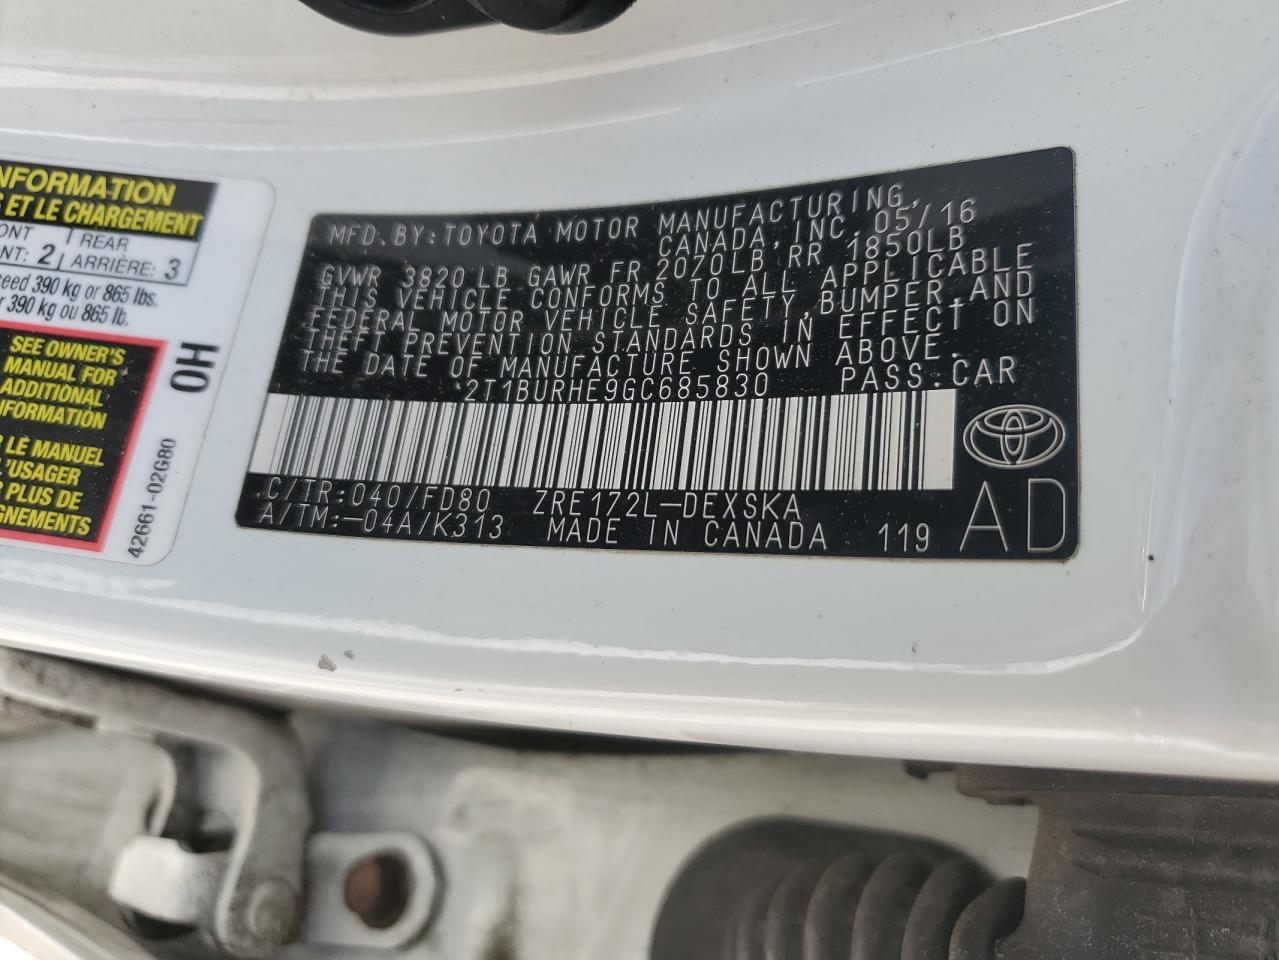 NFORMATION
ET LE CHARGEMENT
ONT 2 REAR 3
ANT: ARRIÈRE:
ceed 390 kg or 865 lbs.
r 390 kg ou 865 lb.
SEE OWNER'S
MANUAL FOR
ADDITIONAL
INFORMATION
LE MANUEL
L'USAGER
PLUS DE
GNEMENTS
OH
42661-02G80
MFD. BY: TOYOTA MOTOR MANUFACTURING,
CANADA, INC. 05/16
GVWR 3820 LB GAWR FR 2070LB RR 1850LB
THIS VEHICLE CONFORMS TO ALL APPLICABLE
FEDERAL MOTOR VEHICLE SAFETY, BUMPER, AND
THEFT PREVENTION STANDARDS IN EFFECT ON
THE DATE OF MANUFACTURE SHOWN ABOVE.
2T1BURHE9GC685830 PASS.CAR
C/TR:040/FD80 ZRE172L-DEXSKA
A/TM:-04A/K313 MADE IN CANADA 119 AD